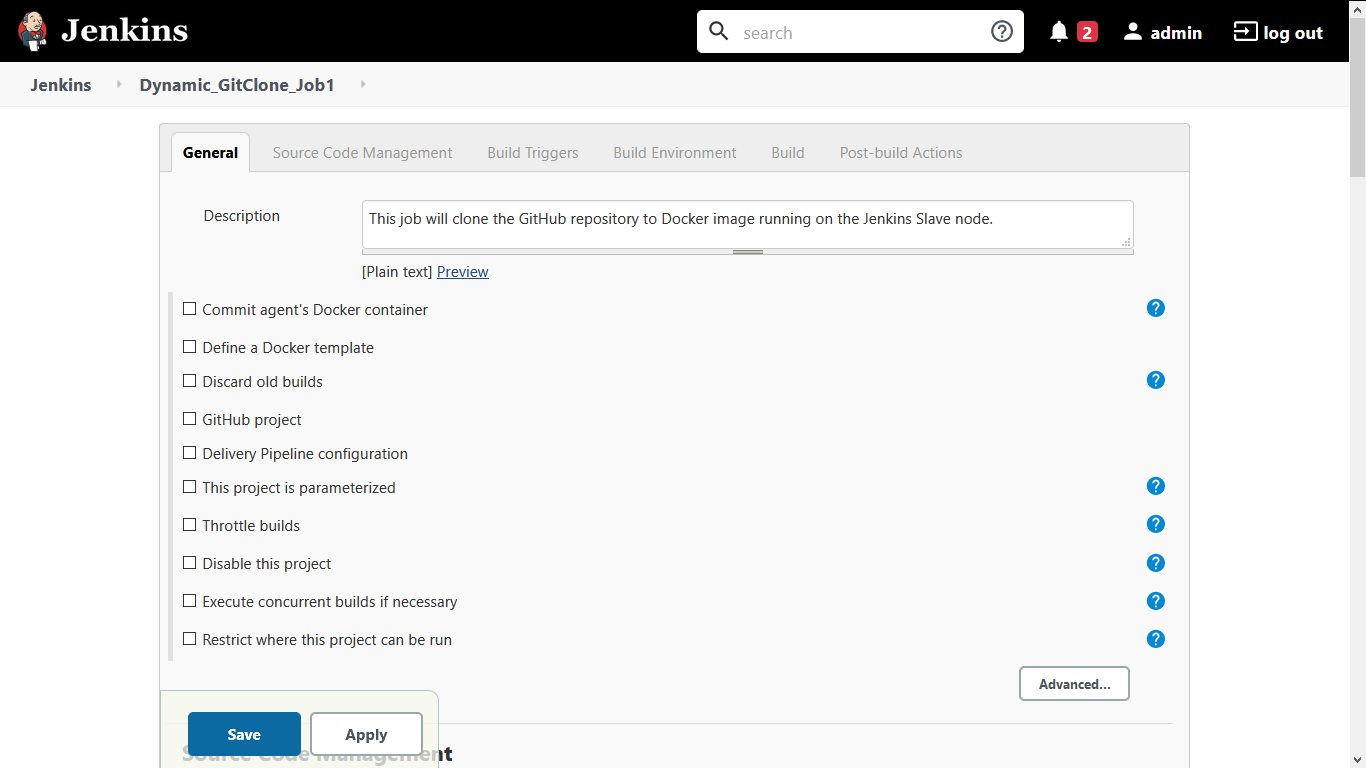 Jenkins
search
2
admin
log out
Jenkins
Dynamic_GitClone_Job1
General
Source Code Management
Build Triggers
Build Environment
Build
Post-build Actions
Description
This job will clone the GitHub repository to Docker image running on the Jenkins Slave node.
[Plain text] Preview
Commit agent's Docker container
Define a Docker template
Discard old builds
GitHub project
Delivery Pipeline configuration
This project is parameterized
Throttle builds
Disable this project
Execute concurrent builds if necessary
Restrict where this project can be run
Advanced...
Save
Apply
Source Code Management